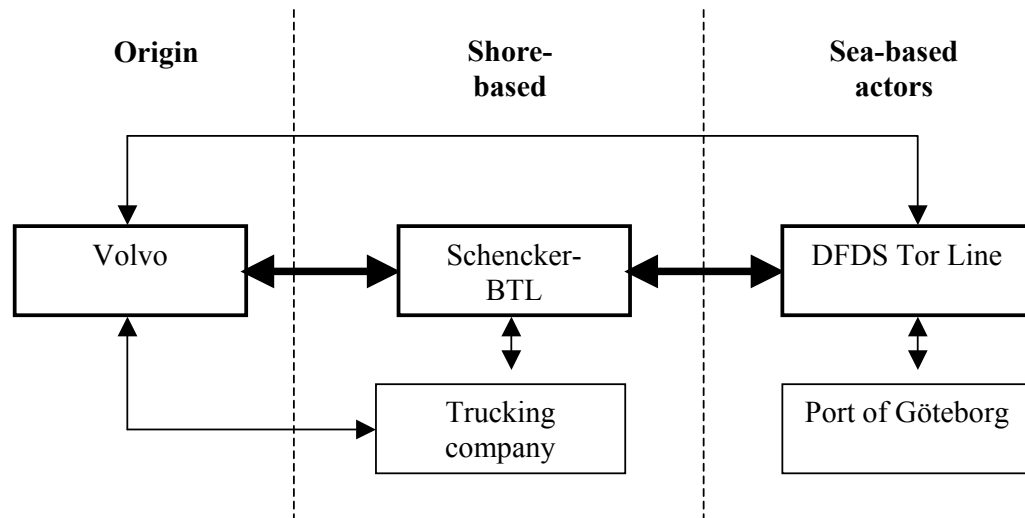 Origin
Shore-
based
Sea-based
actors
Volvo
Schencker-
BTL
DFDS Tor Line
Trucking
company
Port of Göteborg